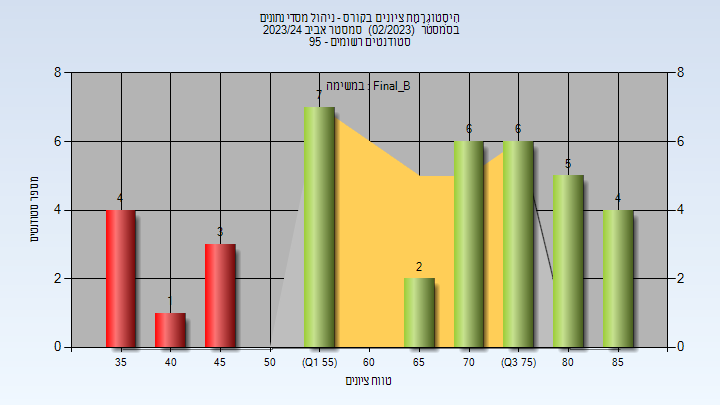 היסטוגרמת ציונים בקורס - ניהול מסדי נתונים
בסמסטר (02/2023) סמסטר אביב 2023/24
סטודנטים רשומים - 95
במשימה : Final_B
8 8
6 6
4 4
2 2
0 0
4 1 3 7 2 6 6 5 4
מספר סטודנטים
35 40 45 50 (Q1 55) 60 65 70 (Q3 75) 80 85
טווח ציונים